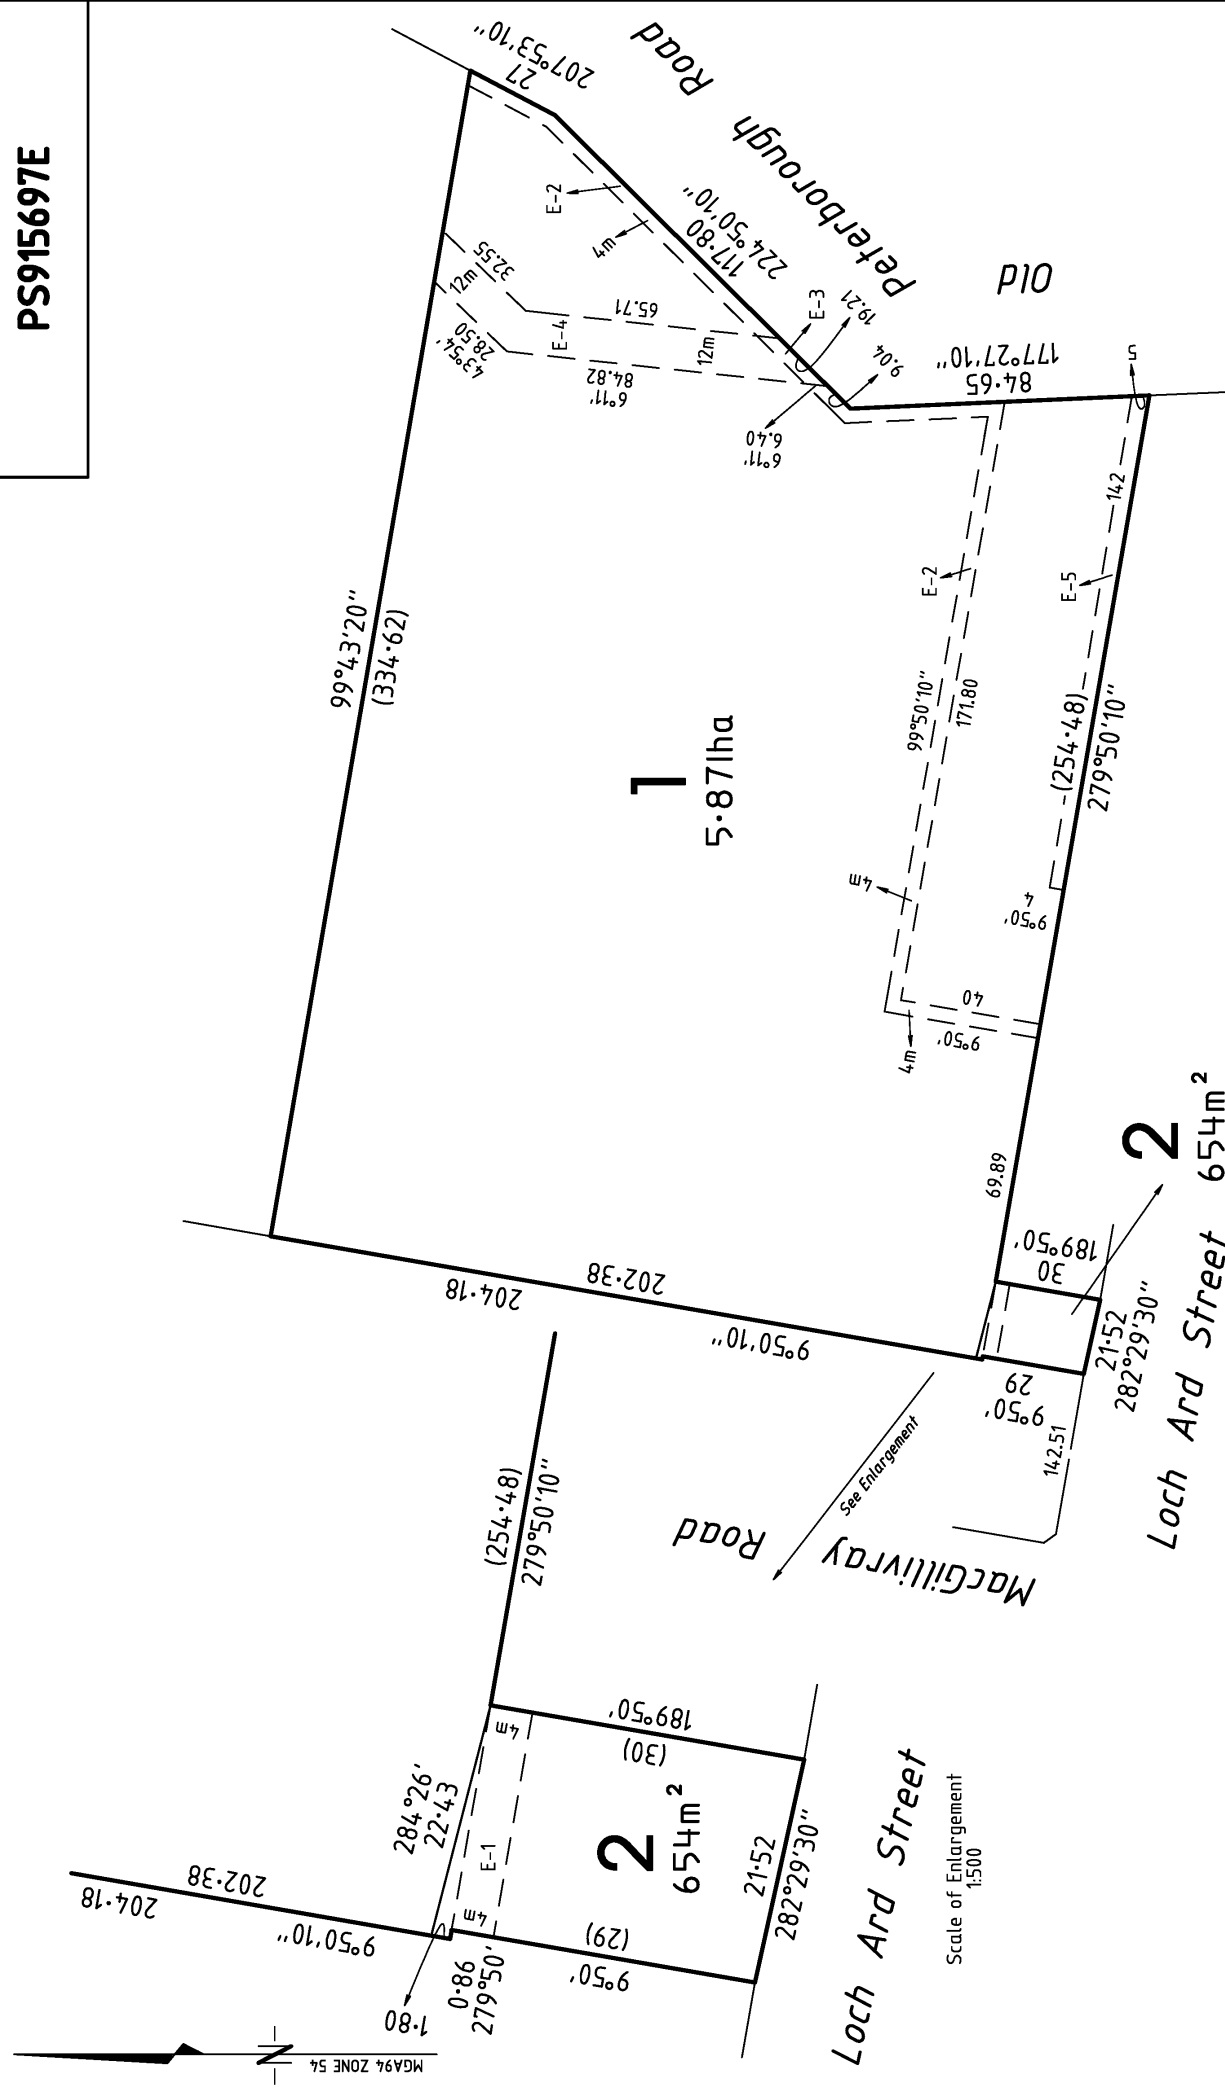 PS915697E
207°53'10"
27
Old Peterborough Road
E-2
4m
117·80
224°50'10"
32.55
12m
28.50
43°54'
E-4
65.71
12m
84.82
6°11'
E-3
19.21
9.04
6.40
6°11'
84·65
177°27'10"
5
99°43'20"
(334·62)
1
5·871ha
E-2
142
E-5
99°50'10"
171.80
(254·48)
279°50'10"
4m
4
9°50'
40
9°50'
4m
69.89
204·18
202·38
9°50'10"
30
189°50'
2
654m²
29
9°50'
21·52
282°29'30"
142.51
See Enlargement
MacGillivray Road
Loch Ard Street
(254·48)
279°50'10"
204·18
202·38
9°50'10"
284°26'
22·43
4m
E-1
4m
189°50'
(30)
2
654m²
(29)
9°50'
21·52
282°29'30"
1·80
0·86
279°50'
Loch Ard Street
Scale of Enlargement
1:500
MGA94 ZONE 54